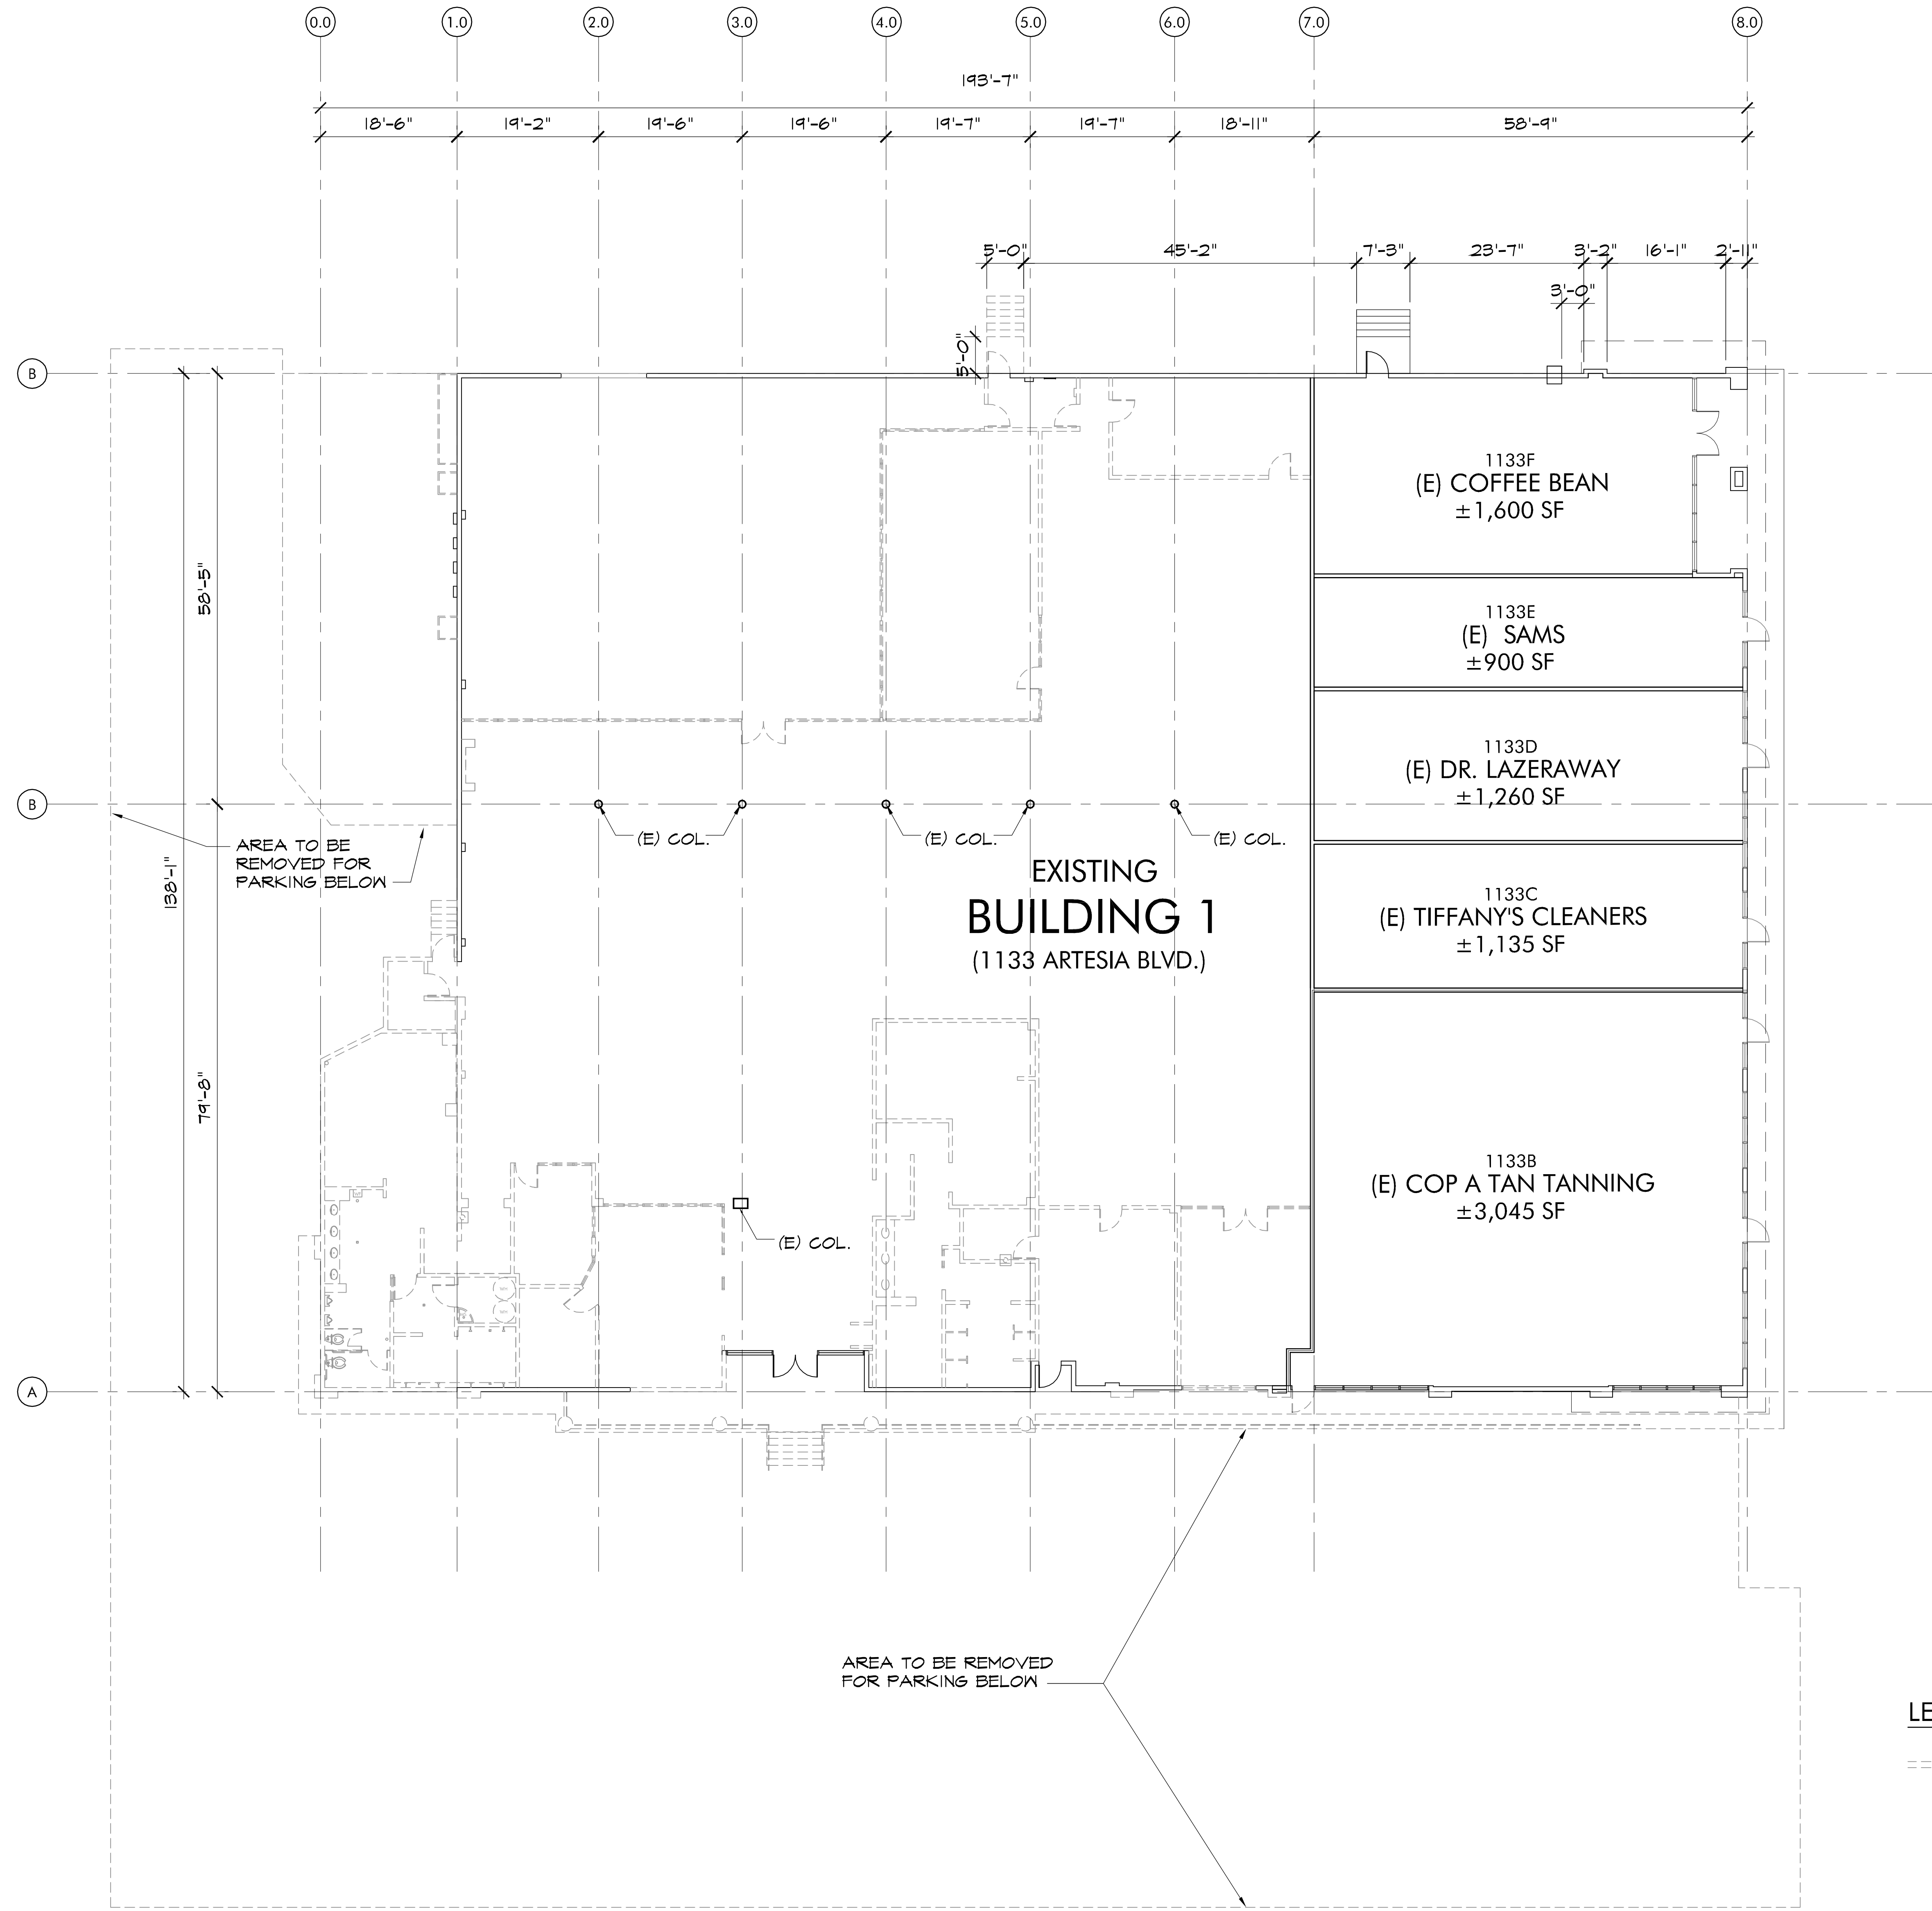 0.0 1.0 2.0 3.0 4.0 5.0 6.0 7.0 8.0
193'-7"
18'-6" 19'-2" 19'-6" 19'-6" 19'-7" 19'-7" 18'-11" 58'-9"
5'-0" 45'-2" 7'-3" 23'-7" 3'-2" 16'-1" 2'-11"
3'-0"
5'-0"
B
1133F
(E) COFFEE BEAN
±1,600 SF
58'-5"
1133E
(E) SAMS
±900 SF
1133D
(E) DR. LAZERAWAY
±1,260 SF
B
(E) COL. (E) COL. (E) COL.
AREA TO BE
REMOVED FOR
PARKING BELOW
138'-1"
EXISTING
BUILDING 1
(1133 ARTESIA BLVD.)
1133C
(E) TIFFANY'S CLEANERS
±1,135 SF
79'-8"
1133B
(E) COP A TAN TANNING
±3,045 SF
(E) COL.
A
AREA TO BE REMOVED
FOR PARKING BELOW
LE